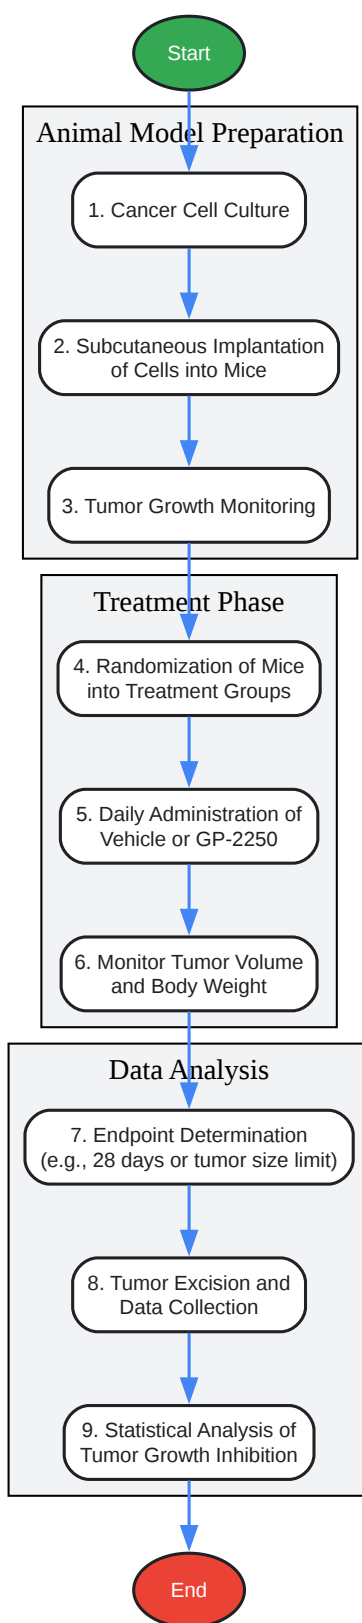 Start
Animal Model Preparation
1. Cancer Cell Culture
2. Subcutaneous Implantation
of Cells into Mice
3. Tumor Growth Monitoring
Treatment Phase
4. Randomization of Mice
into Treatment Groups
5. Daily Administration of
Vehicle or GP-2250
6. Monitor Tumor Volume
and Body Weight
Data Analysis
7. Endpoint Determination
(e.g., 28 days or tumor size limit)
8. Tumor Excision and
Data Collection
9. Statistical Analysis of
Tumor Growth Inhibition
End